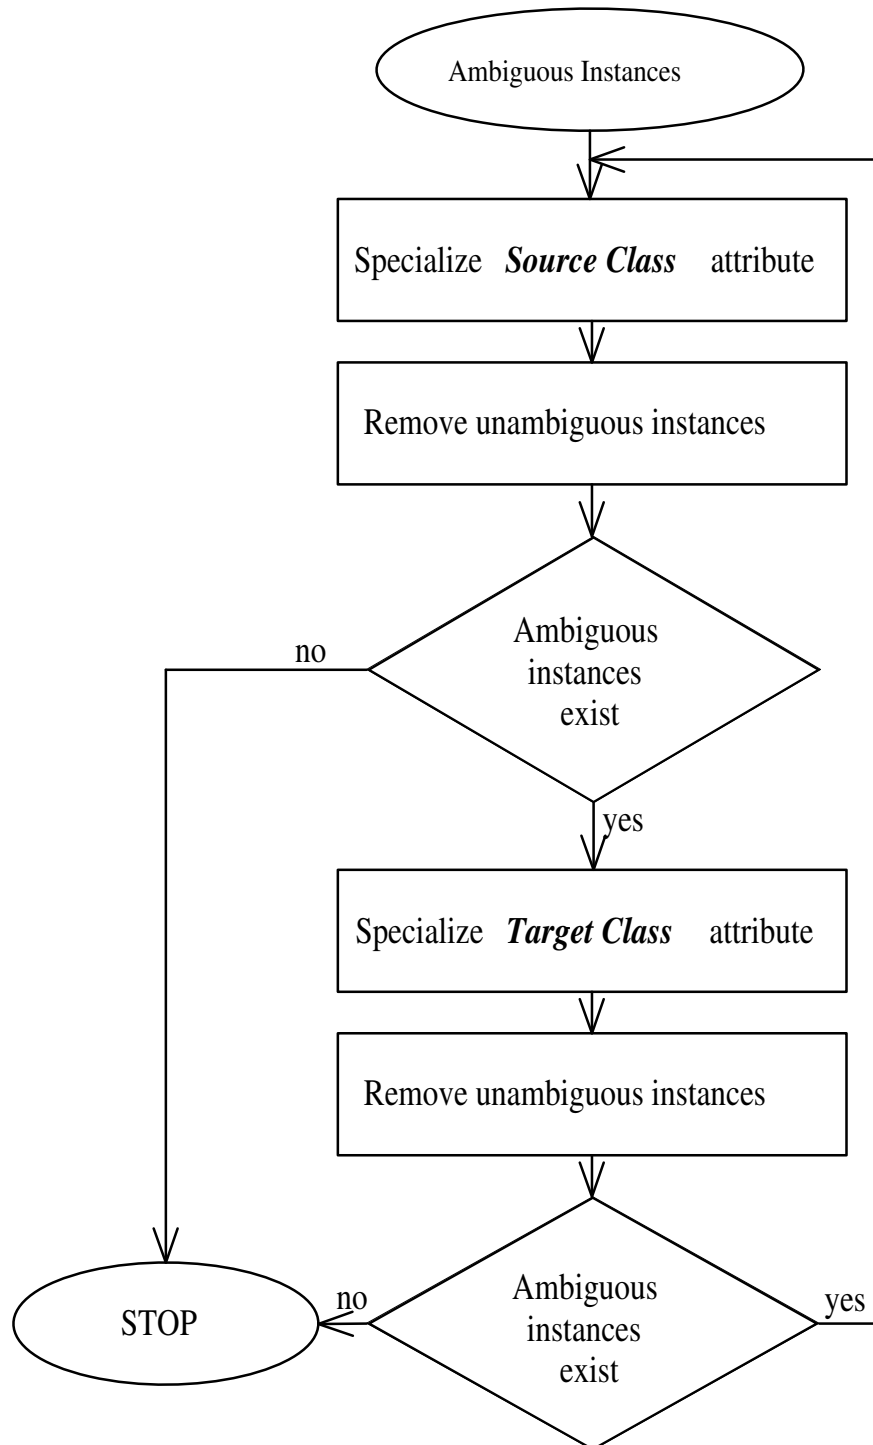 Ambiguous Instances
Specialize Source Class attribute
Remove unambiguous instances
Ambiguous
instances
exist
no
yes
Specialize Target Class attribute
Remove unambiguous instances
Ambiguous
instances
exist
no
yes
STOP